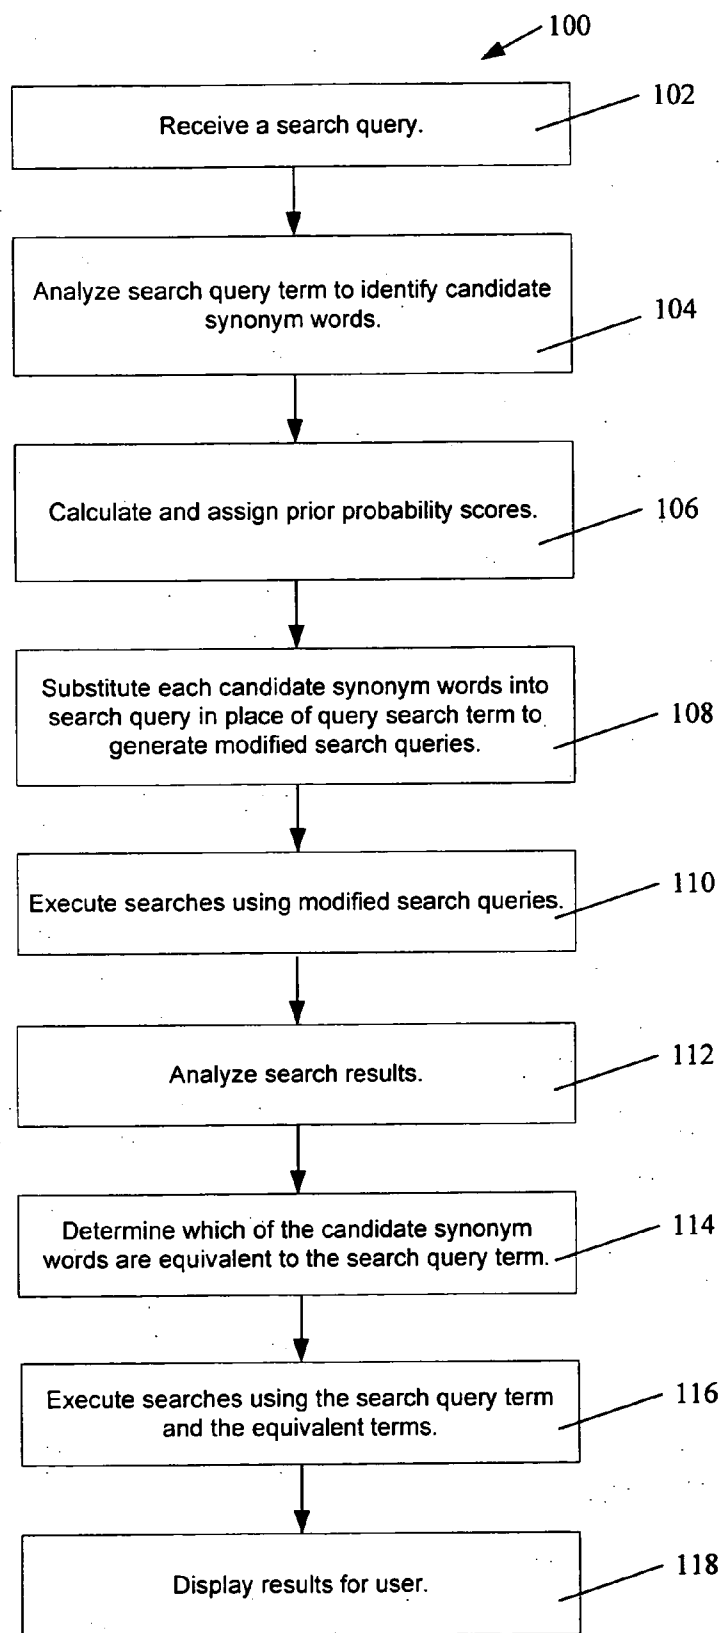 100
Receive a search query.
102
Analyze search query term to identify candidate
synonym words.
104
Calculate and assign prior probability scores.
106
Substitute each candidate synonym words into
search query in place of query search term to
generate modified search queries.
108
Execute searches using modified search queries.
110
Analyze search results.
112
Determine which of the candidate synonym
words are equivalent to the search query term.
114
Execute searches using the search query term
and the equivalent terms.
116
Display results for user.
118